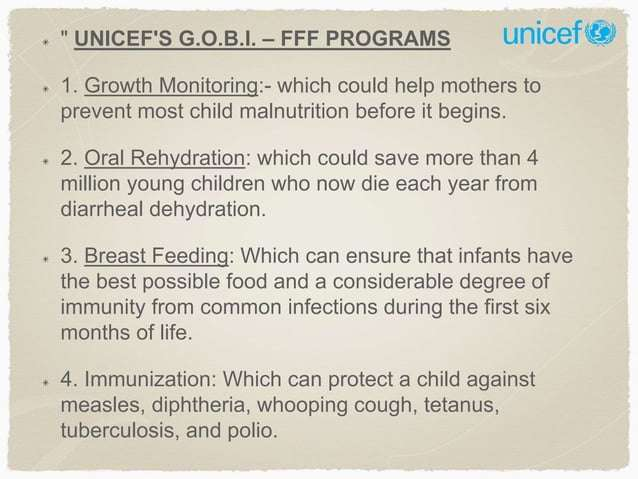 " UNICEF'S G.O.B.I. – FFF PROGRAMS
unicef
1. Growth Monitoring:- which could help mothers to
prevent most child malnutrition before it begins.
2. Oral Rehydration: which could save more than 4
million young children who now die each year from
diarrheal dehydration.
3. Breast Feeding: Which can ensure that infants have
the best possible food and a considerable degree of
immunity from common infections during the first six
months of life.
4. Immunization: Which can protect a child against
measles, diphtheria, whooping cough, tetanus,
tuberculosis, and polio.